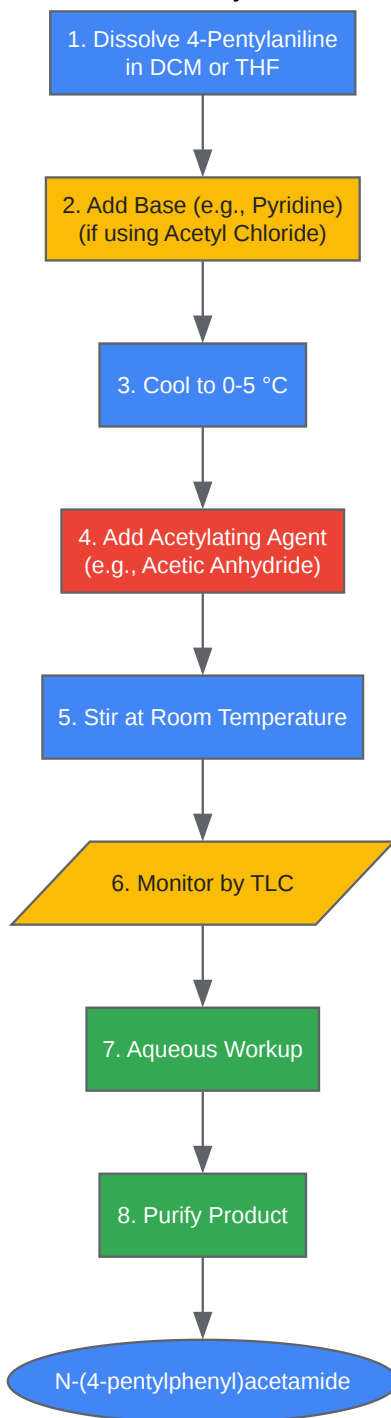 1. Dissolve 4-Pentylaniline
in DCM or THF
2. Add Base (e.g., Pyridine)
(if using Acetyl Chloride)
3. Cool to 0-5 °C
4. Add Acetylating Agent
(e.g., Acetic Anhydride)
5. Stir at Room Temperature
6. Monitor by TLC
7. Aqueous Workup
8. Purify Product
N-(4-pentylphenyl)acetamide